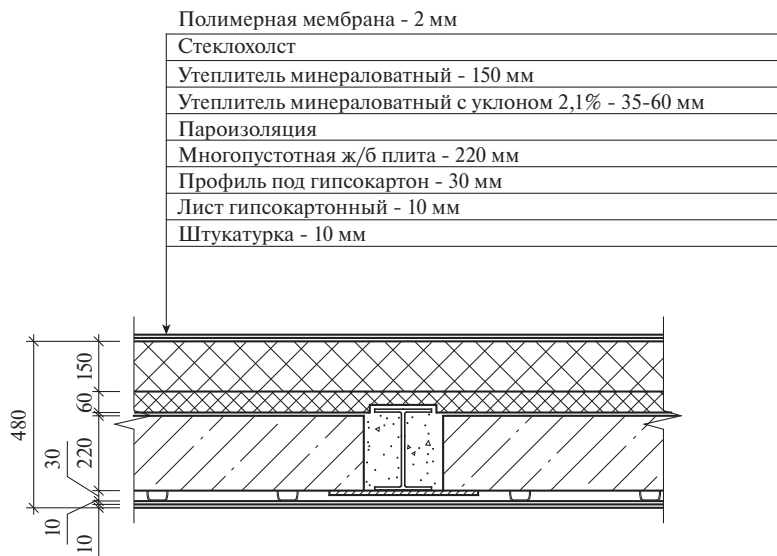 Полимерная мембрана - 2 мм
Стеклохолст
Утеплитель минераловатный - 150 мм
Утеплитель минераловатный с уклоном 2,1% - 35-60 мм
Пароизоляция
Многопустотная ж/б плита - 220 мм
Профиль под гипсокартон - 30 мм
Лист гипсокартонный - 10 мм
Штукатурка - 10 мм
150
60
480
220
30
10
10